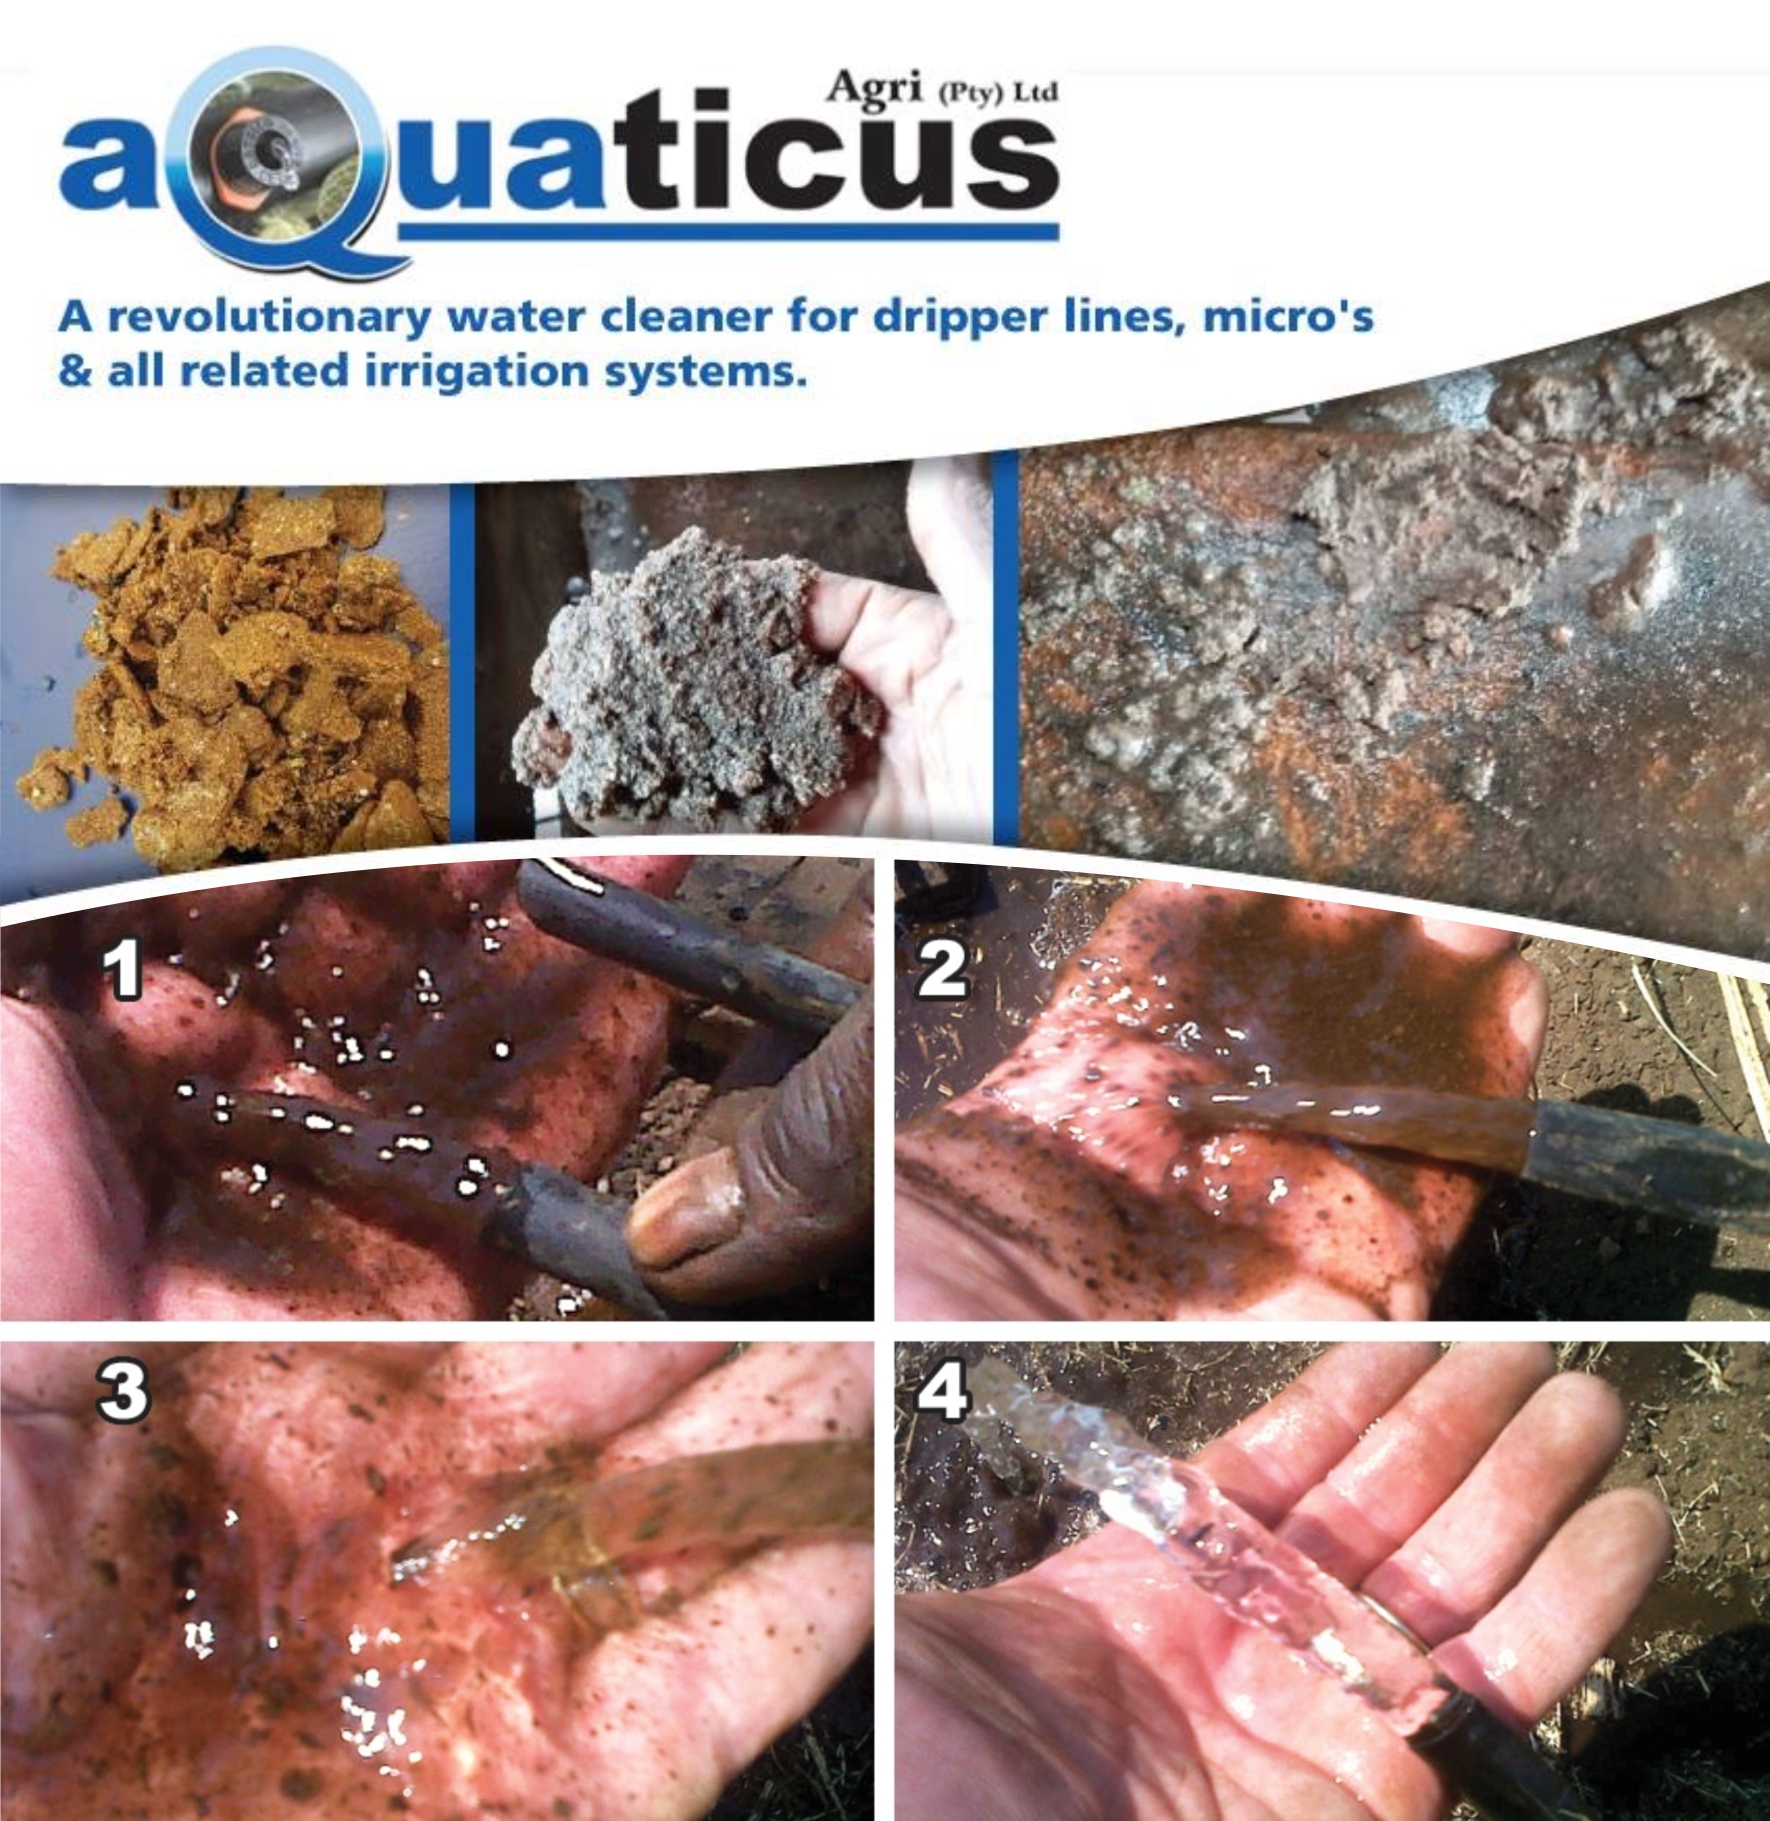 Agri (Pty) Ltd
aQuaticus
A revolutionary water cleaner for dripper lines, micro's
& all related irrigation systems.
1
2
3
4